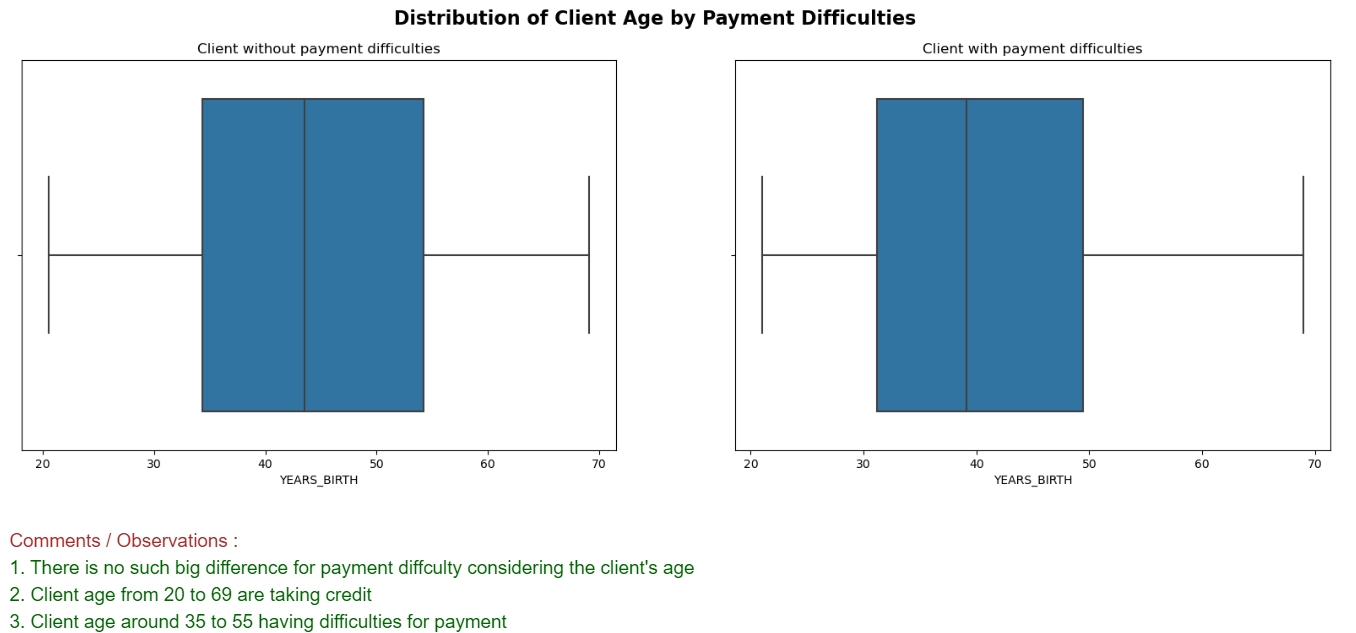 Distribution of Client Age by Payment Difficulties
Client without payment difficulties
20 30 40 50 60 70
YEARS_BIRTH
Client with payment difficulties
20 30 40 50 60 70
YEARS_BIRTH
Comments / Observations :
1. There is no such big difference for payment diffculty considering the client's age
2. Client age from 20 to 69 are taking credit
3. Client age around 35 to 55 having difficulties for payment